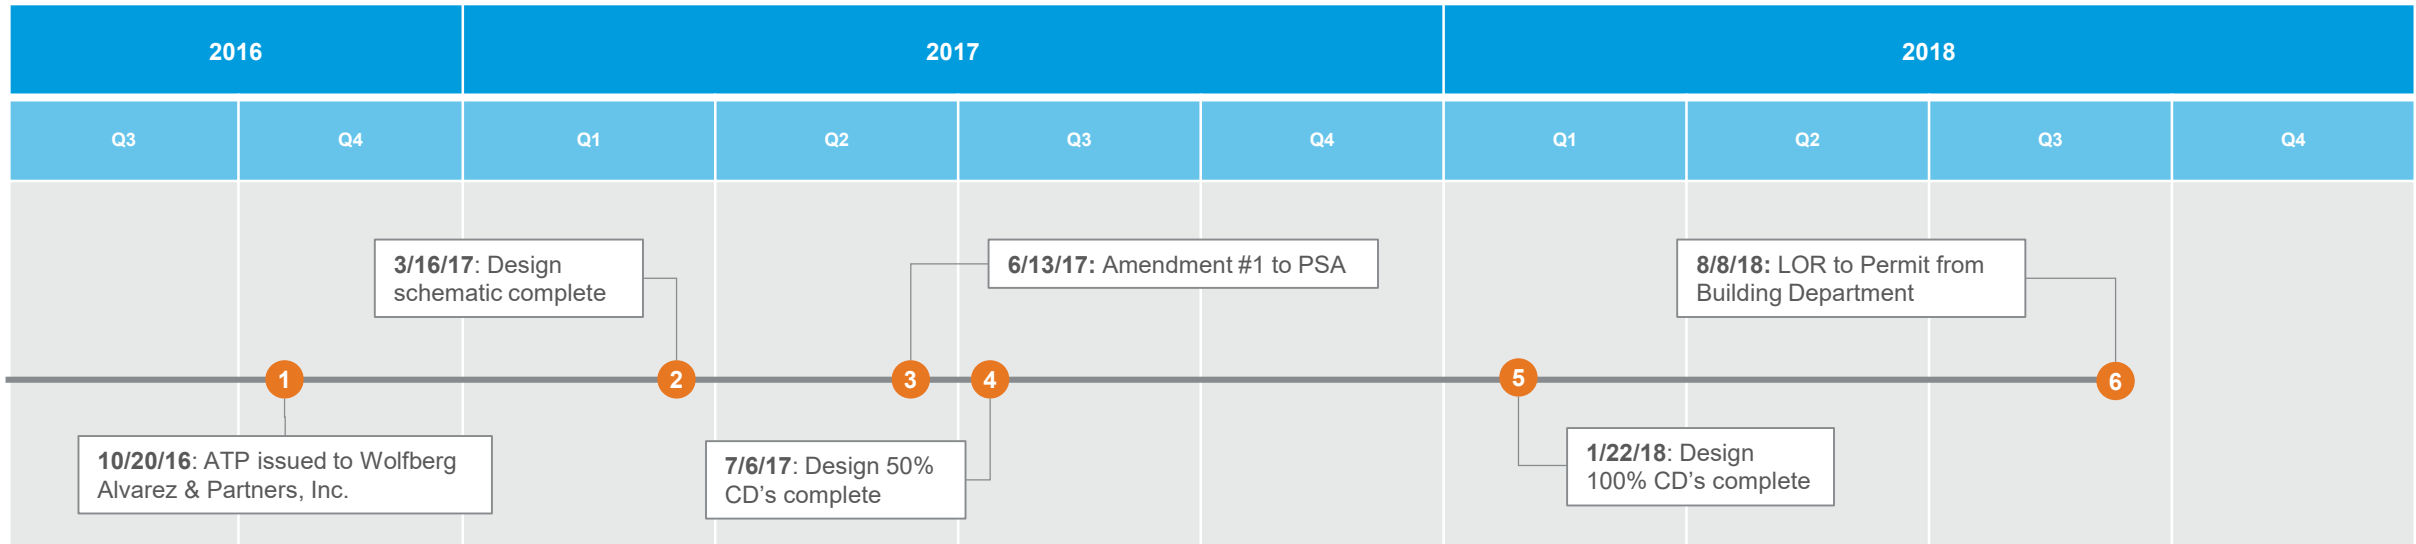 2016
2017
2018
Q3
Q4
Q1
Q2
Q3
Q4
Q1
Q2
Q3
Q4
3/16/17: Design
schematic complete
6/13/17: Amendment #1 to PSA
8/8/18: LOR to Permit from
Building Department
1
2
3
4
5
6
10/20/16: ATP issued to Wolfberg
Alvarez & Partners, Inc.
7/6/17: Design 50%
CD’s complete
1/22/18: Design
100% CD’s complete